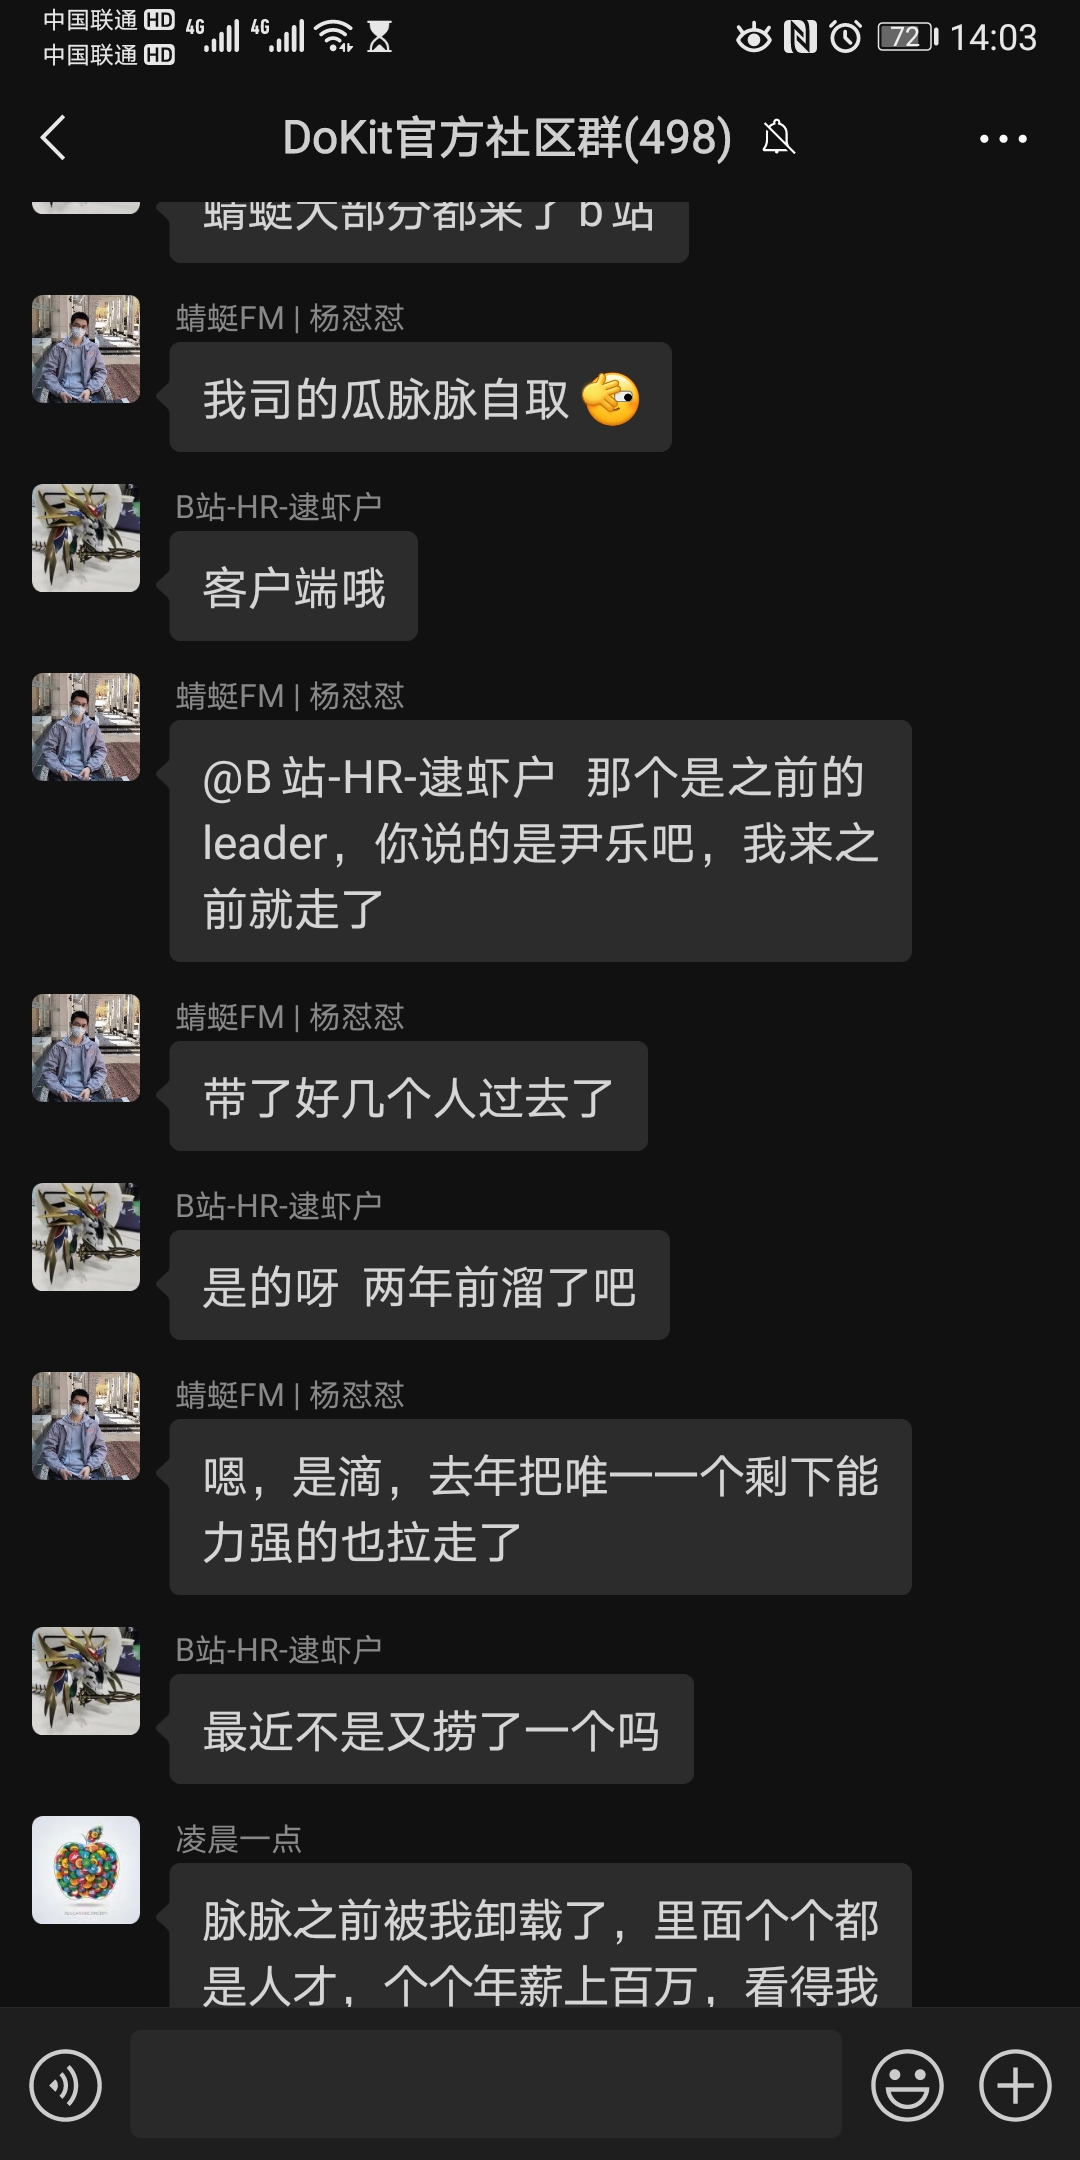 中国联通 HD 4G 4G 72 14:03
中国联通 HD
DoKit官方社区群(498)
蜻蜓大部分都来了 b站
蜻蜓FM | 杨怼怼
我司的瓜脉脉自取
B站-HR-逮虾户
客户端哦
蜻蜓FM | 杨怼怼
@B站-HR-逮虾户 那个是之前的
leader，你说的是尹乐吧，我来之
前就走了
蜻蜓FM | 杨怼怼
带了好几个人过去了
B站-HR-逮虾户
是的呀 两年前溜了吧
蜻蜓FM | 杨怼怼
嗯，是滴，去年把唯一一个剩下能
力强的也拉走了
B站-HR-逮虾户
最近不是又捞了一个吗
凌晨一点
脉脉之前被我卸载了，里面个个都
是人才，个个年薪上百万，看得我